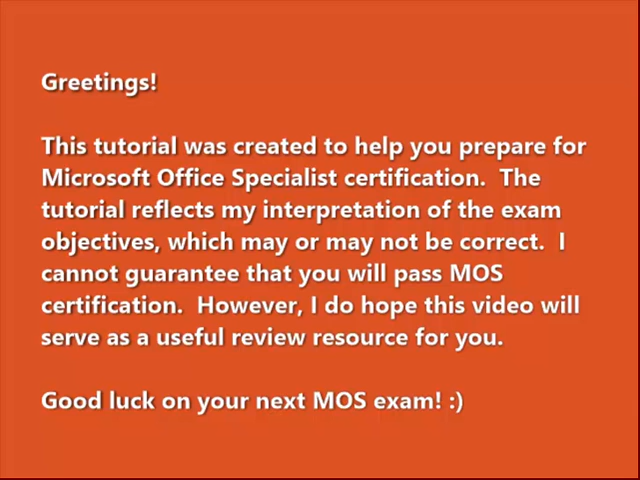 Greetings!
This tutorial was created to help you prepare for
Microsoft Office Specialist certification.  The
tutorial reflects my interpretation of the exam
objectives, which may or may not be correct.  I
cannot guarantee that you will pass MOS
certification.  However, I do hope this video will
serve as a useful review resource for you.
Good luck on your next MOS exam! :)